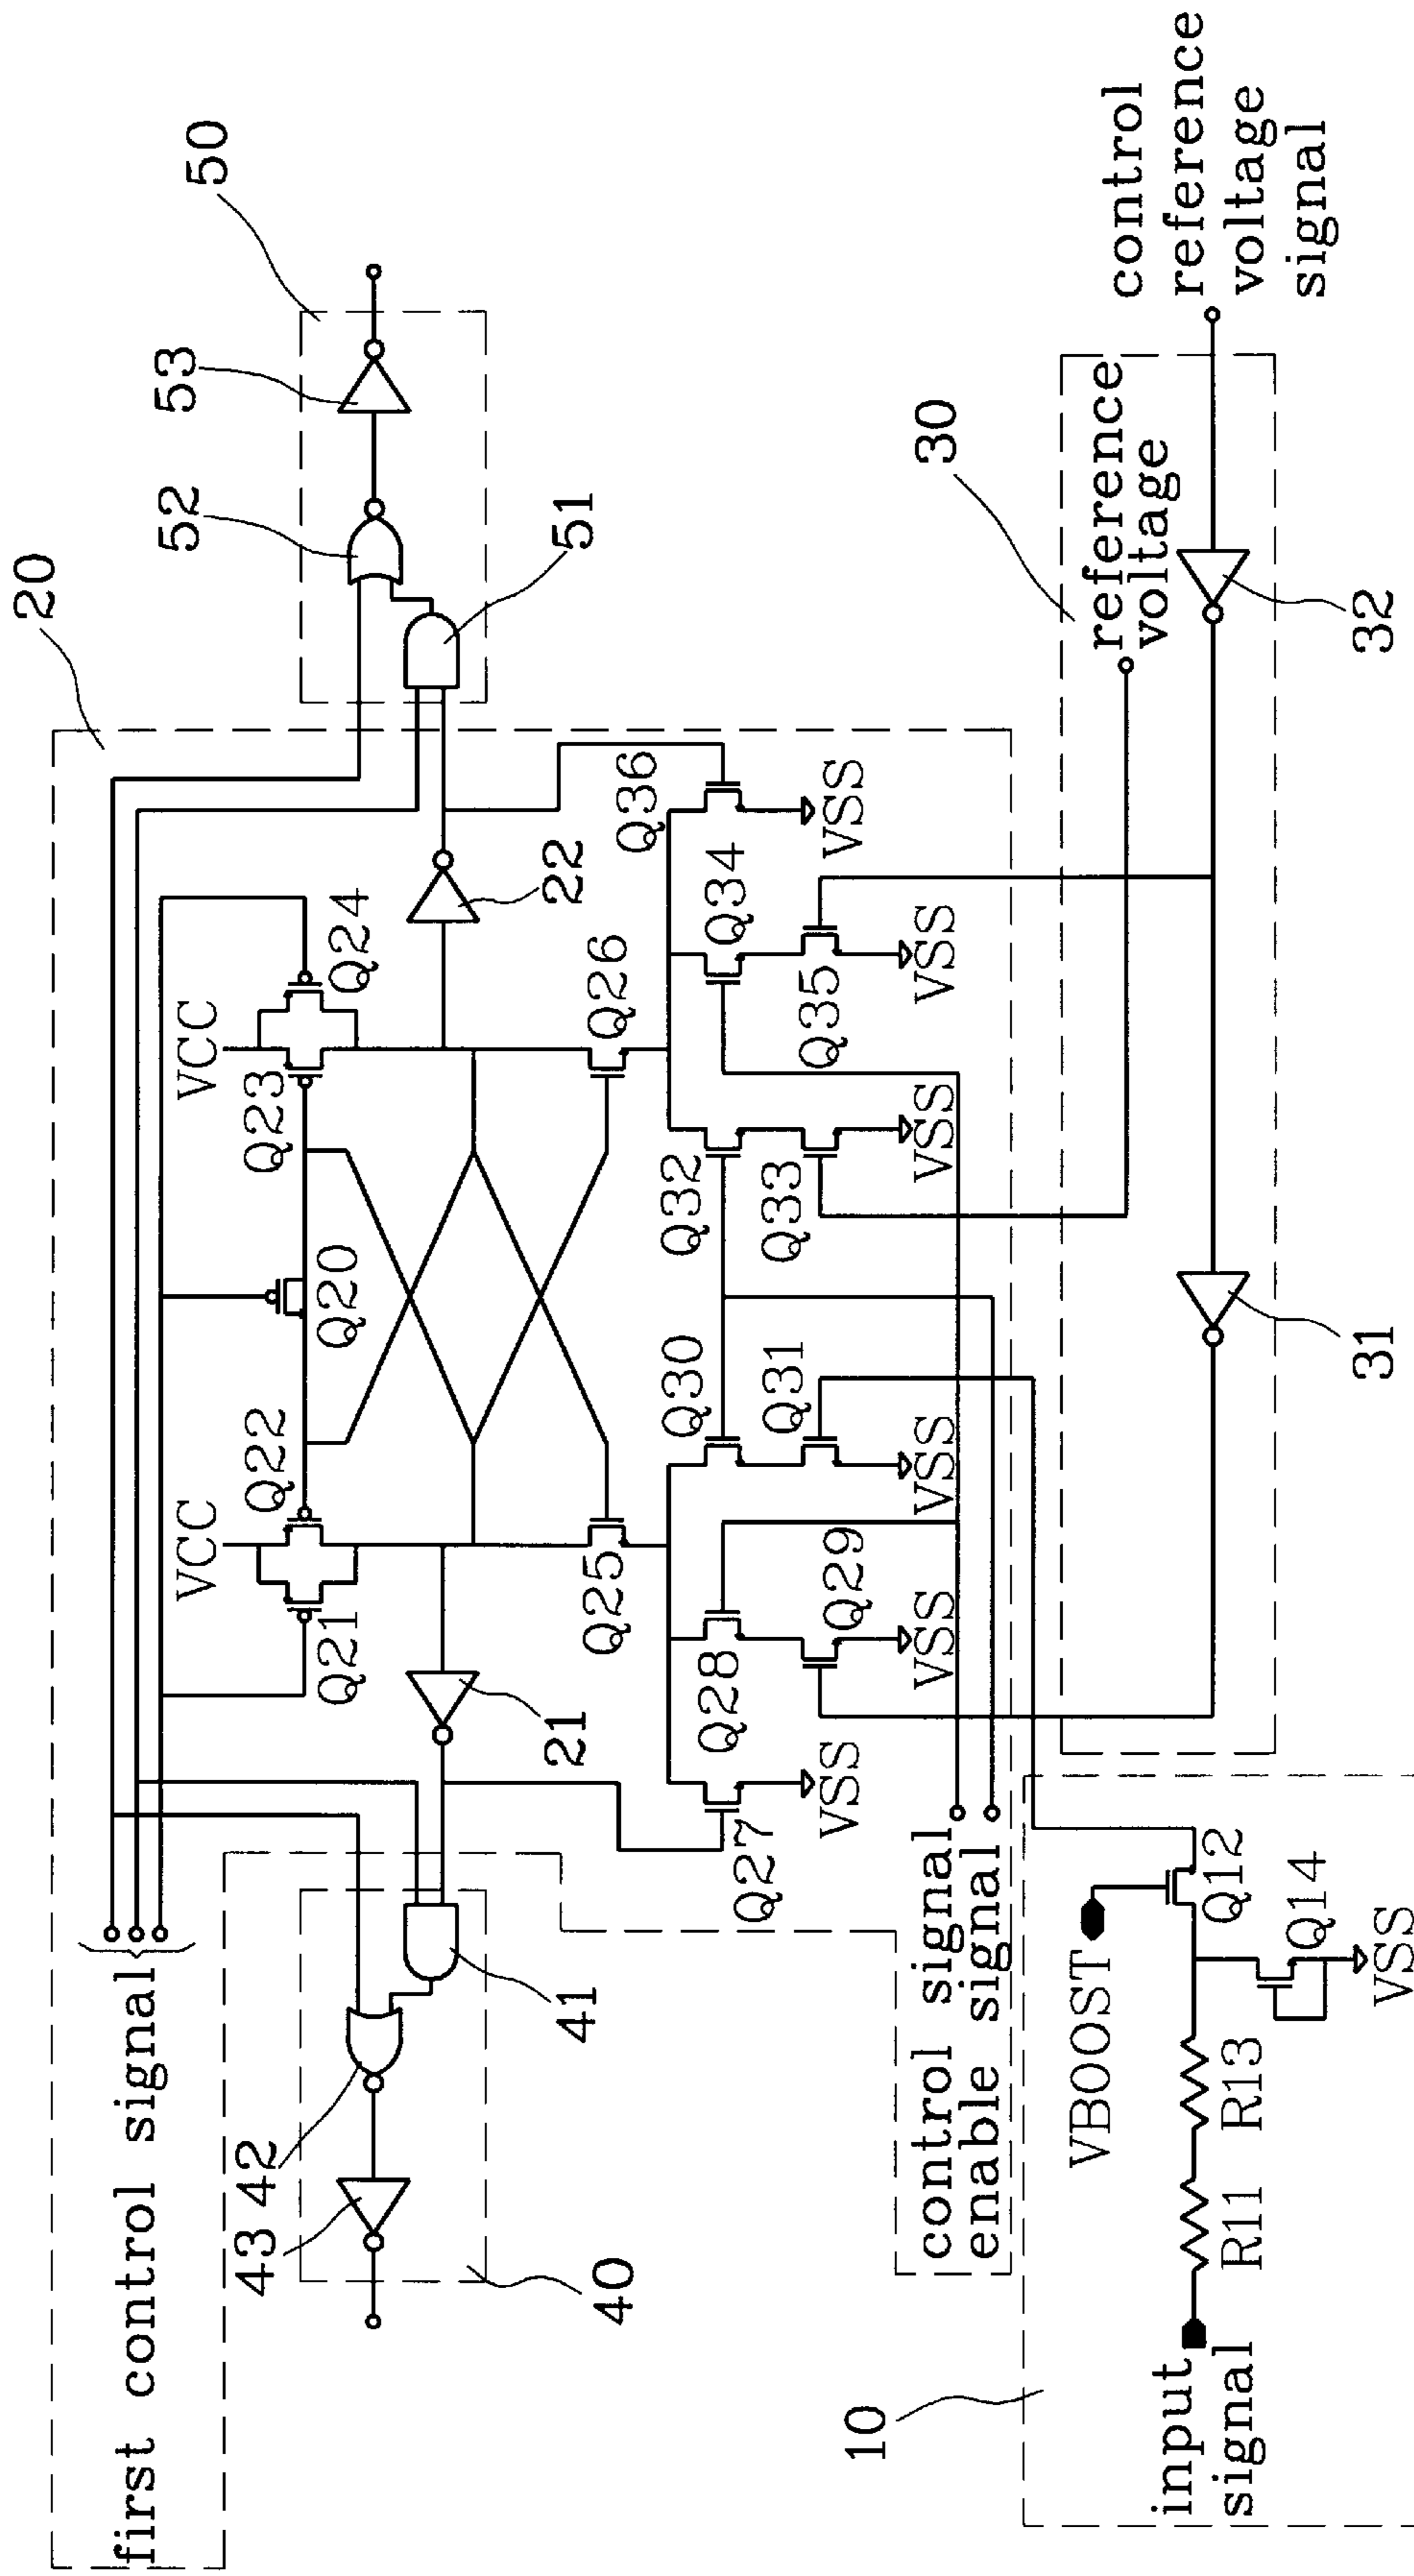 20
50
53
52
51
first control signal
VCC
VCC
Q21
Q22
Q20
Q23
Q24
21
22
Q25
Q26
43
42
41
40
Q27
Q28
Q29
Q30
Q31
Q32
Q33
Q34
Q35
Q36
VSS
VSS
VSS
VSS
VSS
VSS
control signal
enable signal
30
reference
voltage
control
reference
voltage
signal
31
32
10
VBOOST
Q12
Q14
VSS
R11
R13
input
signal